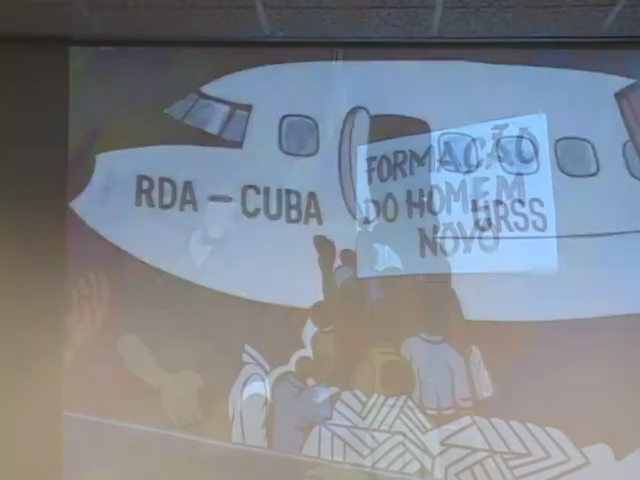 RDA – CUBA
URSS
FORMAÇÃO
DO HOMEM
NOVO